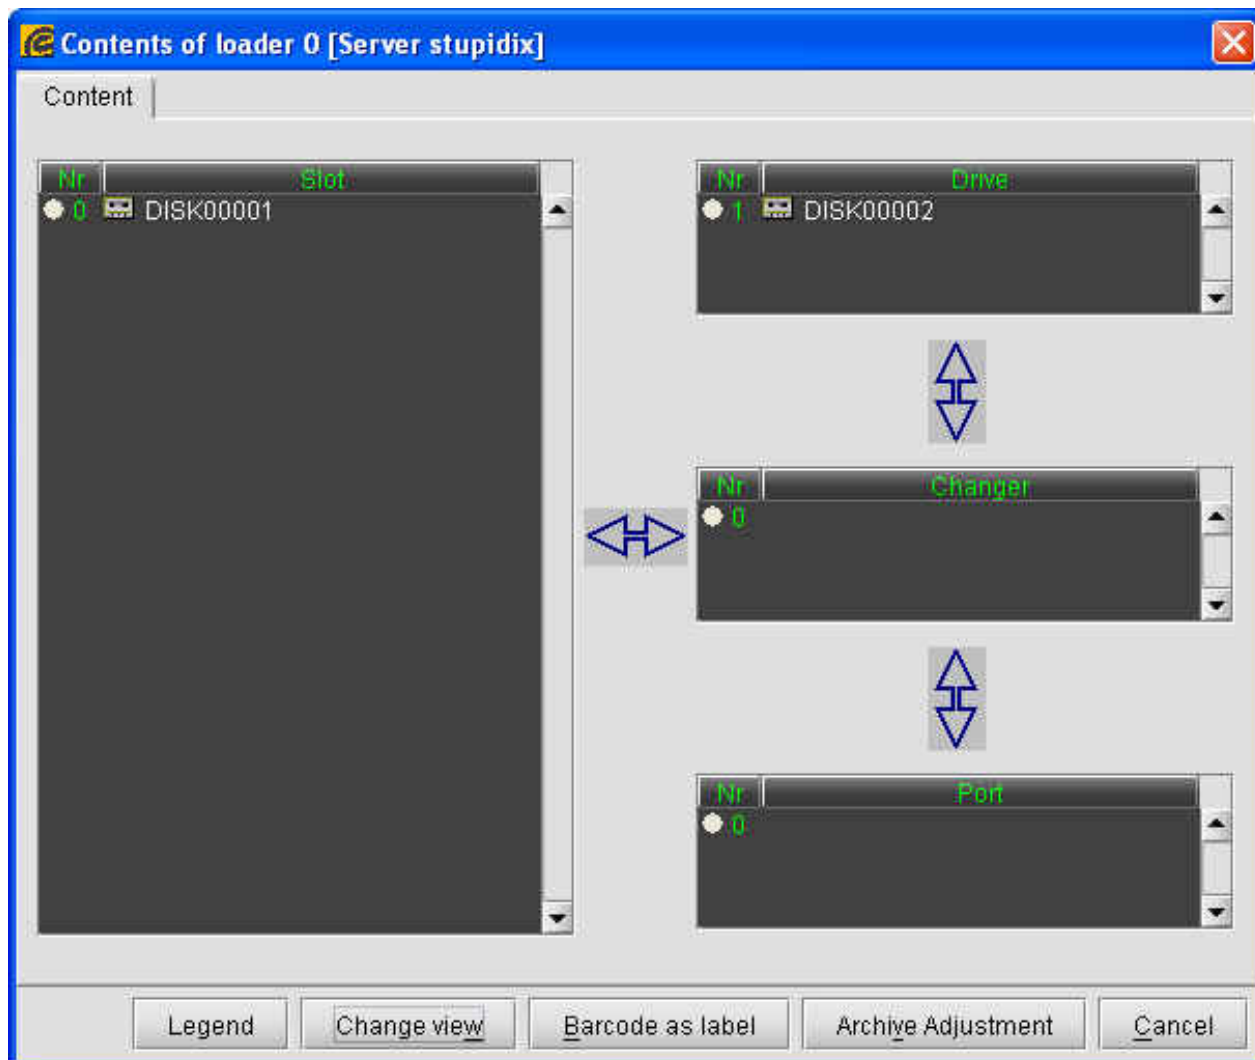 Contents of loader 0 [Server stupidix]
Content
Nr Slot
0 DISK00001
Nr Drive
1 DISK00002
Nr Changer
0
Nr Port
0
Legend Change view Barcode as label Archive Adjustment Cancel